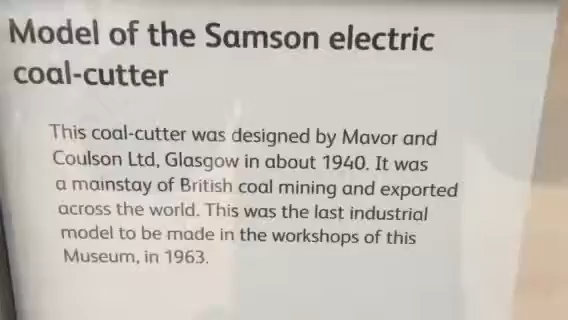 Model of the Samson electric
coal-cutter
This coal-cutter was designed by Mavor and
Coulson Ltd, Glasgow in about 1940. It was
a mainstay of British coal mining and exported
across the world. This was the last industrial
model to be made in the workshops of this
Museum, in 1963.